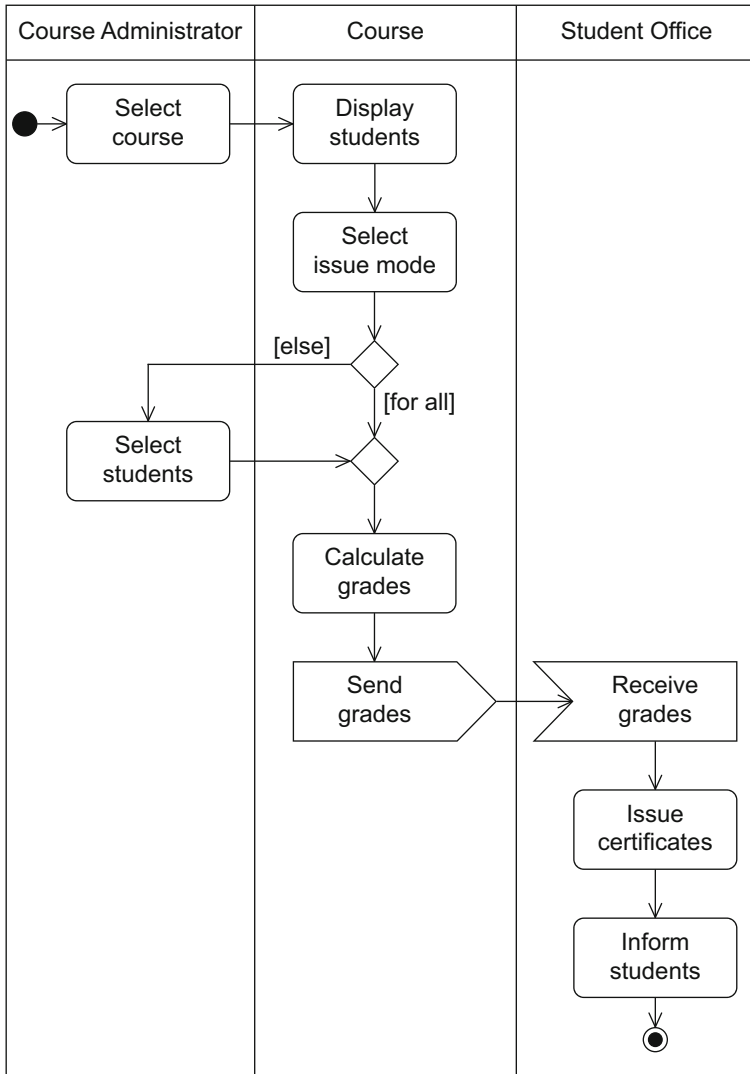 Course Administrator
Course
Student Office
Select
course
Display
students
Select
issue mode
[else]
[for all]
Select
students
Calculate
grades
Send
grades
Receive
grades
Issue
certificates
Inform
students